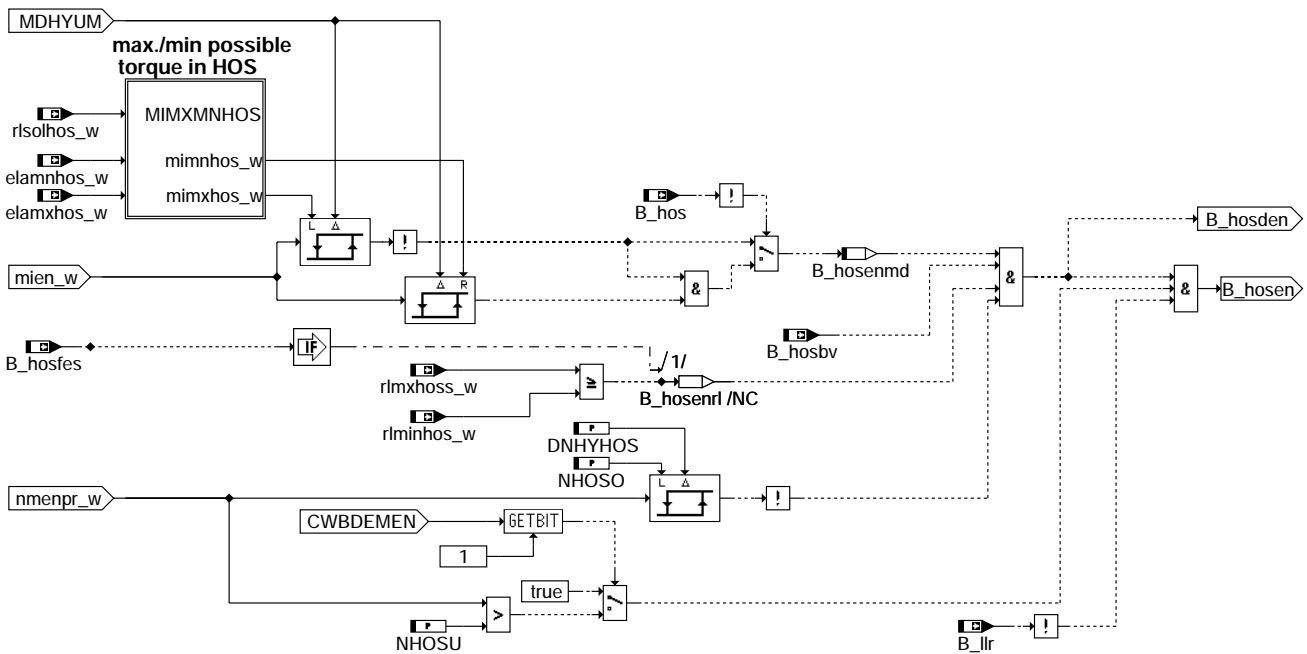 MDHYUM
max./min possible
torque in HOS
MIMXMNHOS
rlsolhos_w
mimnhos_w
elamnhos_w
mimxhos_w
elamxhos_w
B_hos
!
B_hosden
L Δ
!
B_hosenmd
&
mien_w
Δ R
&
&
B_hosen
B_hosbv
B_hosfes
IF
/1/
rlmxhoss_w
≥
B_hosenrl /NC
rlminhos_w
P
DNHYHOS
P
NHOSO
L Δ
nmenpr_w
!
CWBDEMEN
GETBIT
1
true
>
P
NHOSU
B_llr
!